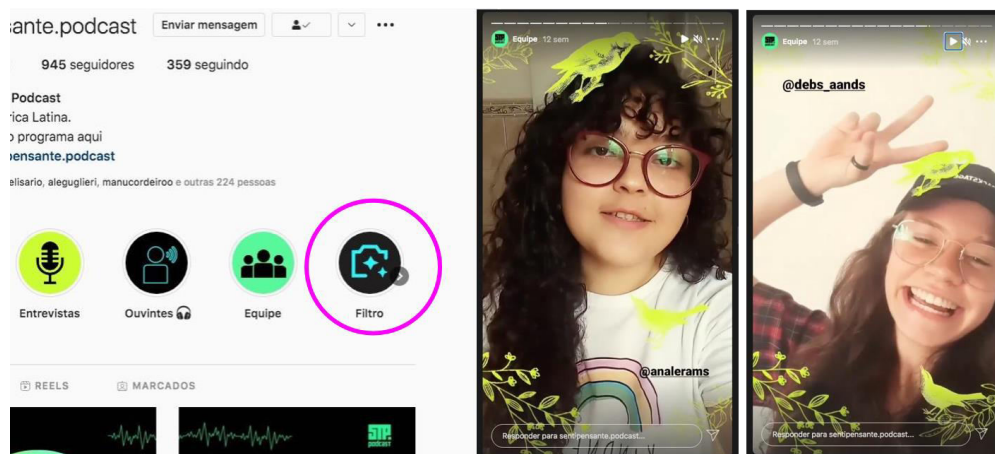 ante.podcast Enviar mensagem
945 seguidores 359 seguindo
Podcast
rica Latina.
o programa aqui
pensante.podcast
elisario, aleguglieri, manucordeiroo e outras 224 pessoas
Entrevistas Ouvintes Equipe Filtro
REELS MARCADOS
STP
podcast
Equipe 12 sem
@analerams
Responder para sentipensante.podcast...
Equipe 12 sem
@debs_aands
Responder para sentipensante.podcast...